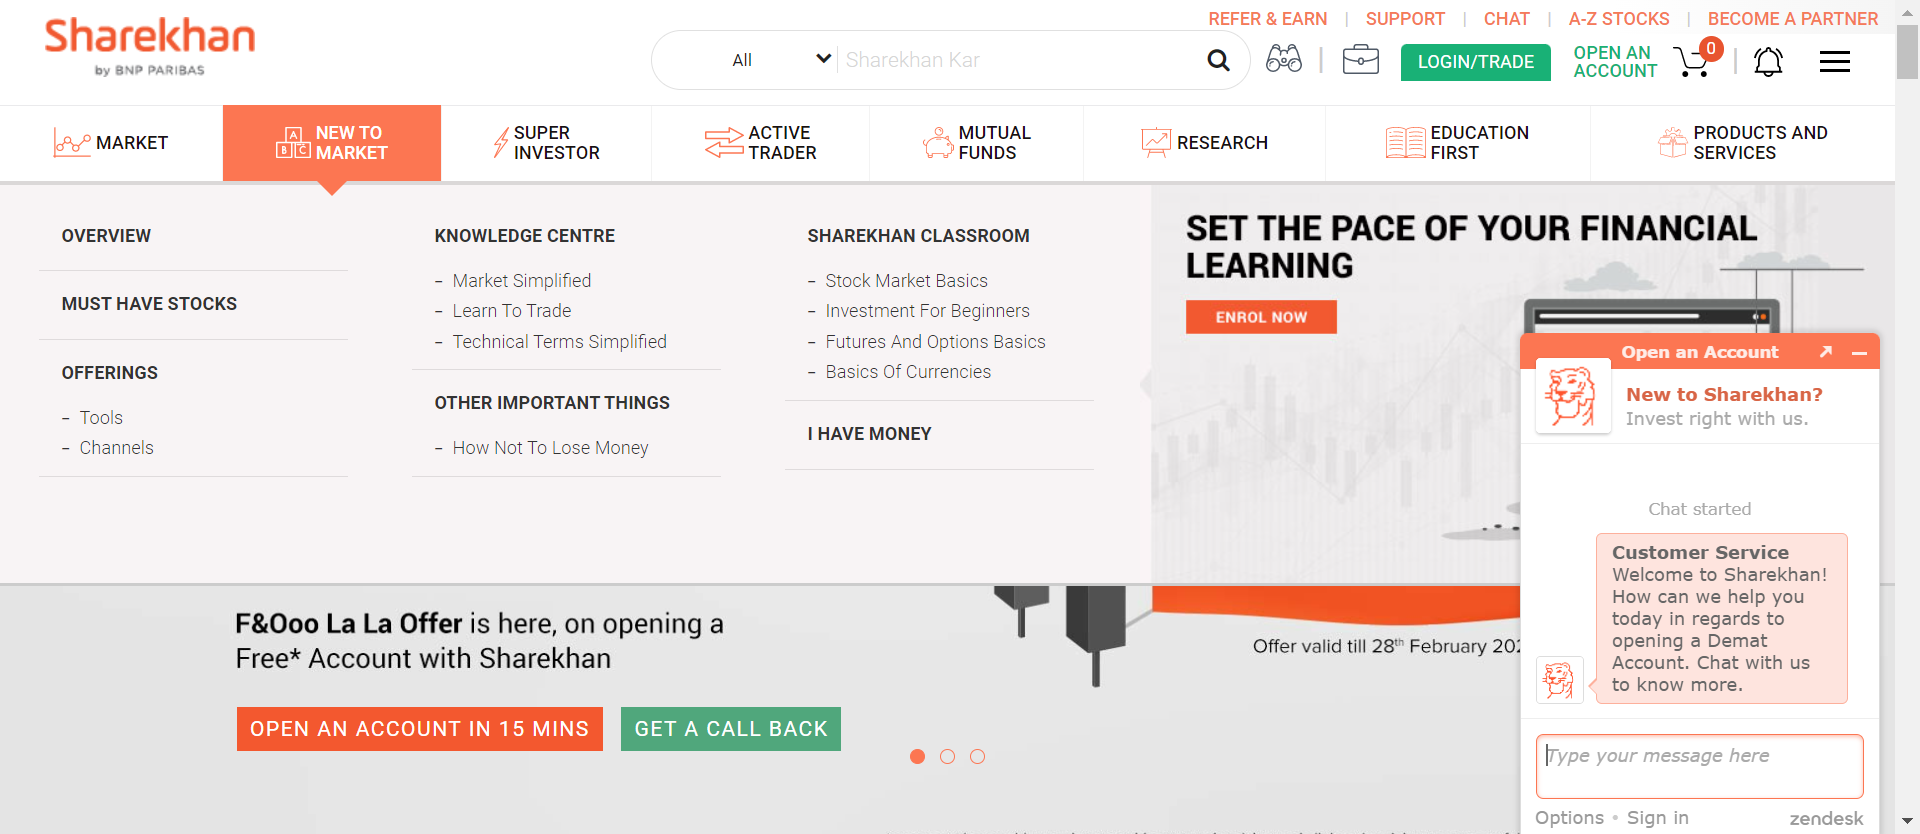 REFER & EARN | SUPPORT | CHAT | A-Z STOCKS | BECOME A PARTNER
Sharekhan
by BNP PARIBAS
All
Sharekhan Kar
LOGIN/TRADE
OPEN AN
ACCOUNT
0
MARKET
NEW TO
MARKET
A
B C
SUPER
INVESTOR
ACTIVE
TRADER
MUTUAL
FUNDS
RESEARCH
EDUCATION
FIRST
PRODUCTS AND
SERVICES
OVERVIEW
MUST HAVE STOCKS
OFFERINGS
– Tools
– Channels
KNOWLEDGE CENTRE
– Market Simplified
– Learn To Trade
– Technical Terms Simplified
OTHER IMPORTANT THINGS
– How Not To Lose Money
SHAREKHAN CLASSROOM
– Stock Market Basics
– Investment For Beginners
– Futures And Options Basics
– Basics Of Currencies
I HAVE MONEY
SET THE PACE OF YOUR FINANCIAL
LEARNING
ENROL NOW
F&Ooo La La Offer is here, on opening a
Free* Account with Sharekhan
OPEN AN ACCOUNT IN 15 MINS
GET A CALL BACK
Offer valid till 28th February
Open an Account
New to Sharekhan?
Invest right with us.
Chat started
Customer Service
Welcome to Sharekhan!
How can we help you
today in regards to
opening a Demat
Account. Chat with us
to know more.
Type your message here
Options • Sign in
zendesk